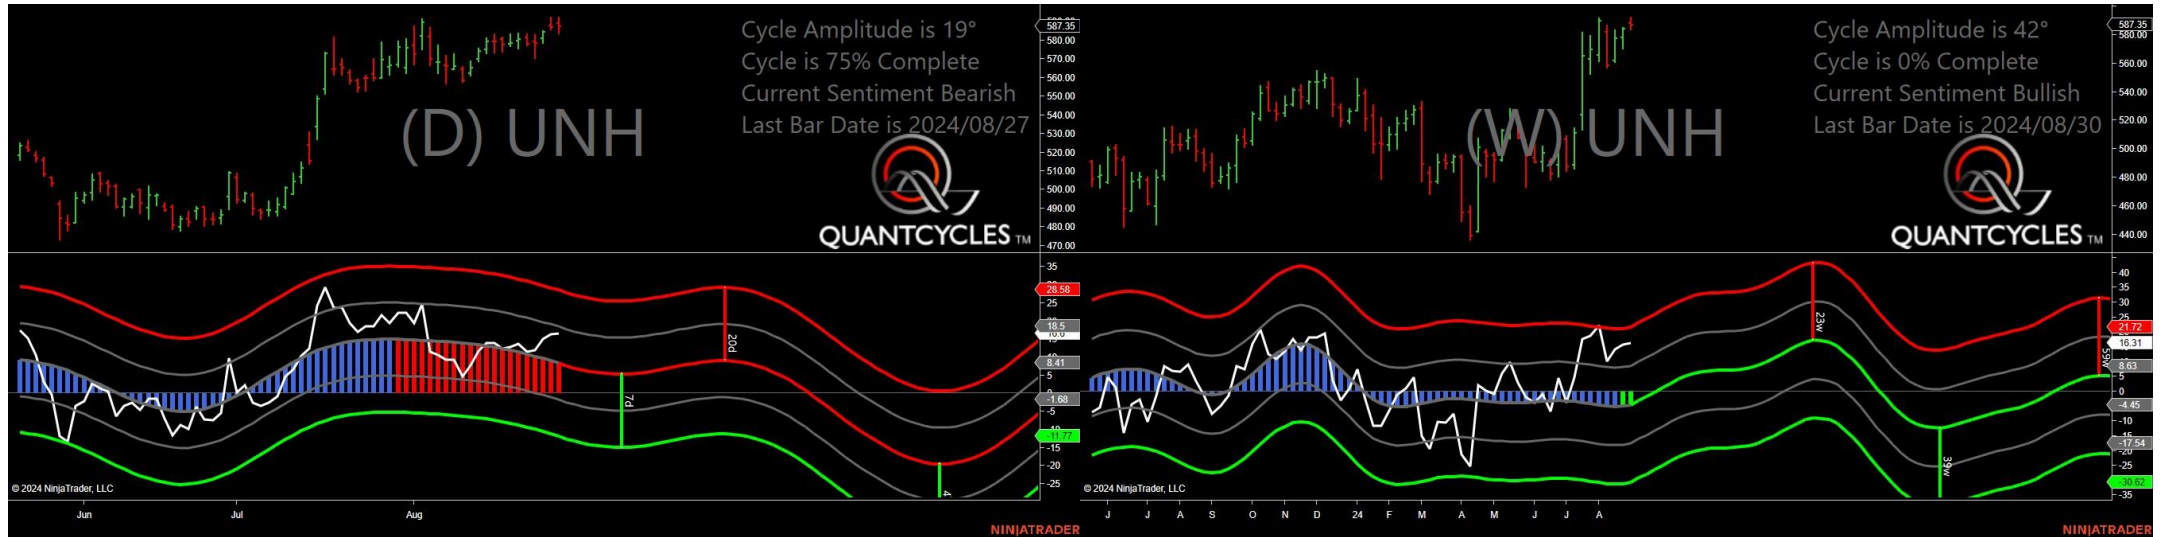 Cycle Amplitude is 19°
Cycle is 75% Complete
Current Sentiment Bearish
Last Bar Date is 2024/08/27
(D) UNH
QUANTCYCLES TM
587.35
580.00
570.00
560.00
550.00
540.00
530.00
520.00
510.00
500.00
490.00
480.00
470.00
35
28.58
25
18.5
8.41
5
0
-1.68
-5
-11.77
-15
-20
-25
20d
7d
4
© 2024 NinjaTrader, LLC
Jun Jul Aug
NINJATRADER
Cycle Amplitude is 42°
Cycle is 0% Complete
Current Sentiment Bullish
Last Bar Date is 2024/08/30
(W) UNH
QUANTCYCLES TM
587.35
580.00
560.00
540.00
520.00
500.00
480.00
460.00
440.00
40
35
30
25
21.72
16.31
8.63
5
0
-4.45
-10
-17.54
-20
-25
-30.62
-35
23w
39w
59w
© 2024 NinjaTrader, LLC
J J A S O N D 24 F M A M J J A
NINJATRADER